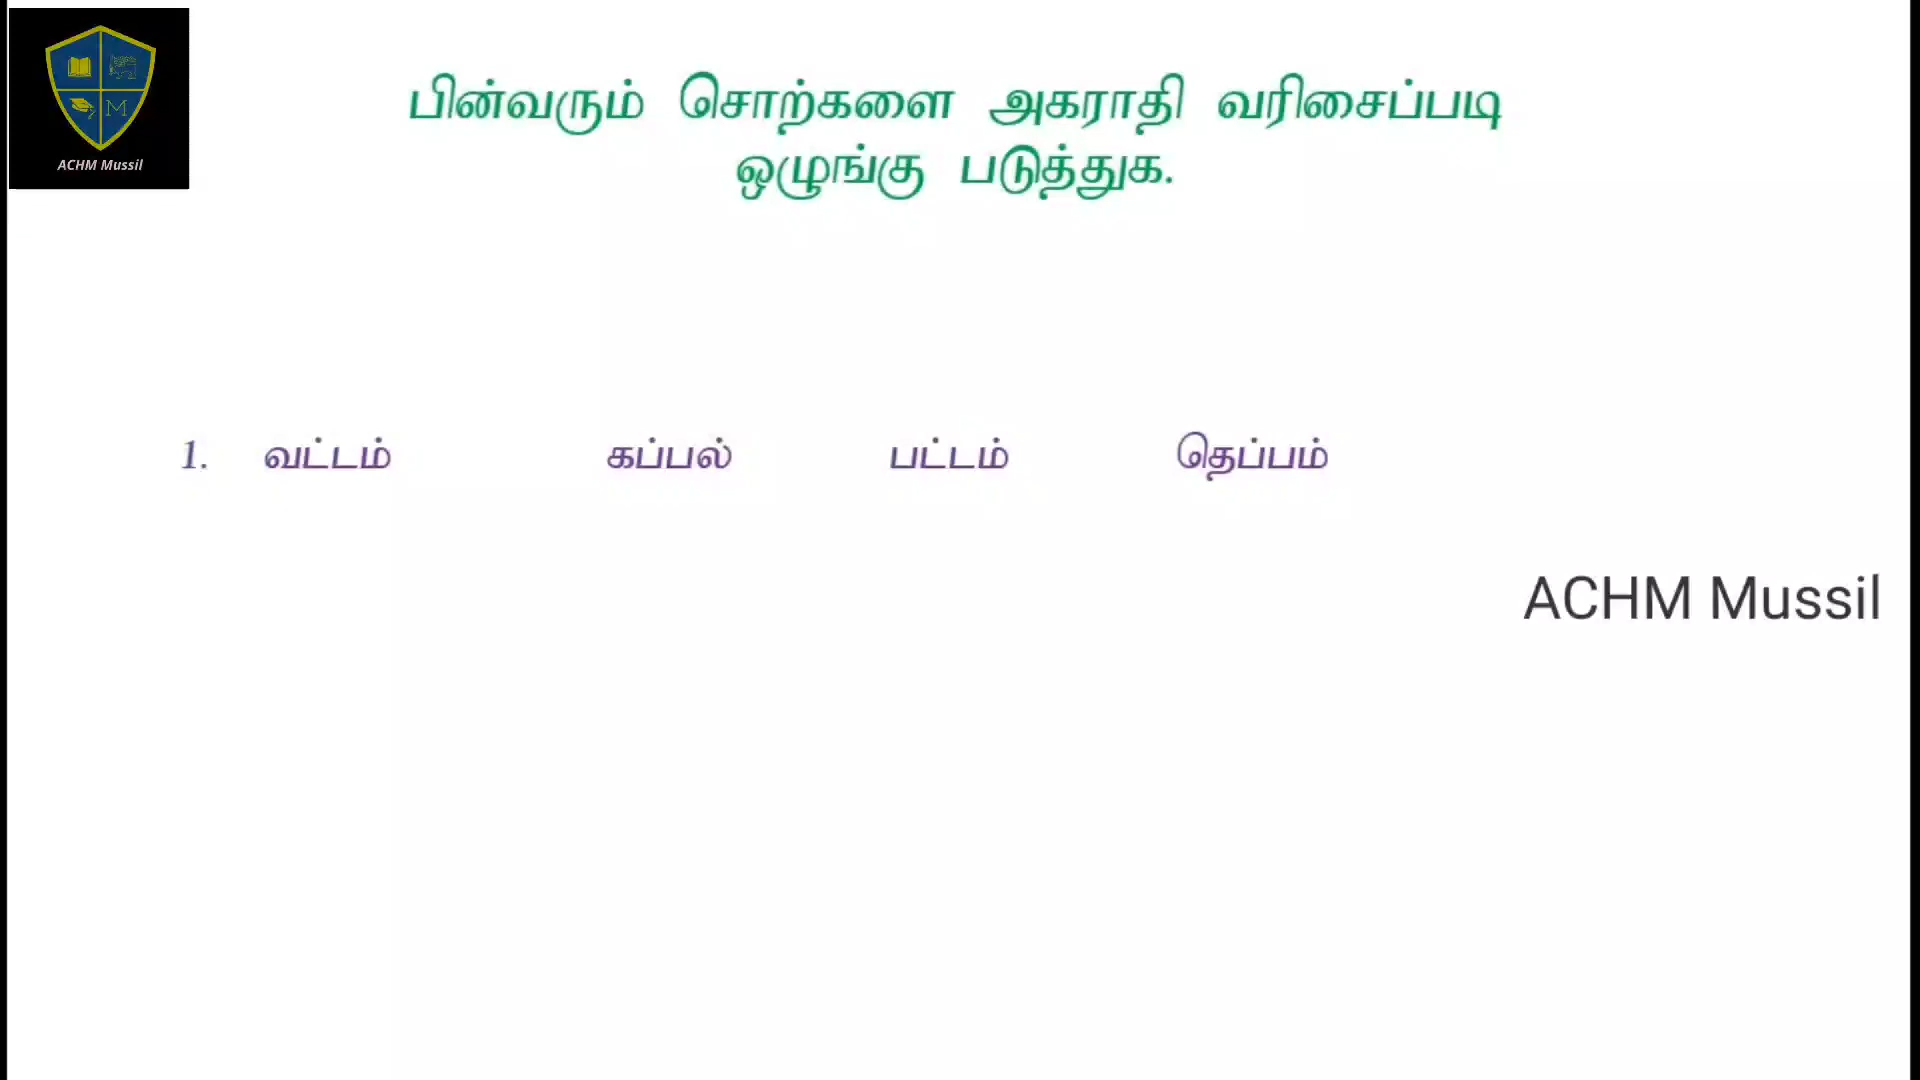 M
ACHM Mussil
பின்வரும் சொற்களை அகராதி வரிசைப்படி
ஒழுங்கு படுத்துக.
1. வட்டம் கப்பல் பட்டம் தெப்பம்
ACHM Mussil